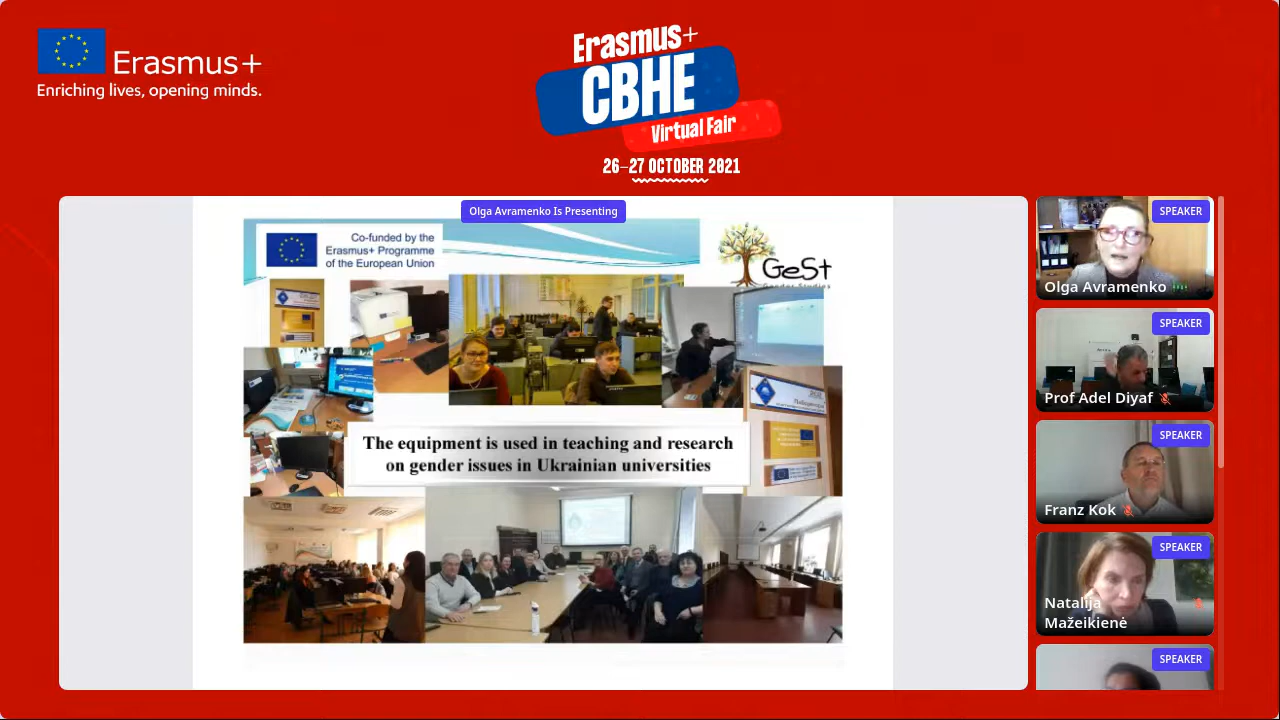 Erasmus+
Enriching lives, opening minds.
Erasmus+
CBHE
Virtual Fair
26–27 OCTOBER 2021
Olga Avramenko Is Presenting
Co-funded by the
Erasmus+ Programme
of the European Union
GeSt
Gender Studies
The equipment is used in teaching and research
on gender issues in Ukrainian universities
SPEAKER
Olga Avramenko
SPEAKER
Prof Adel Diyaf
SPEAKER
Franz Kok
SPEAKER
Natalija
Mažeikienė
SPEAKER